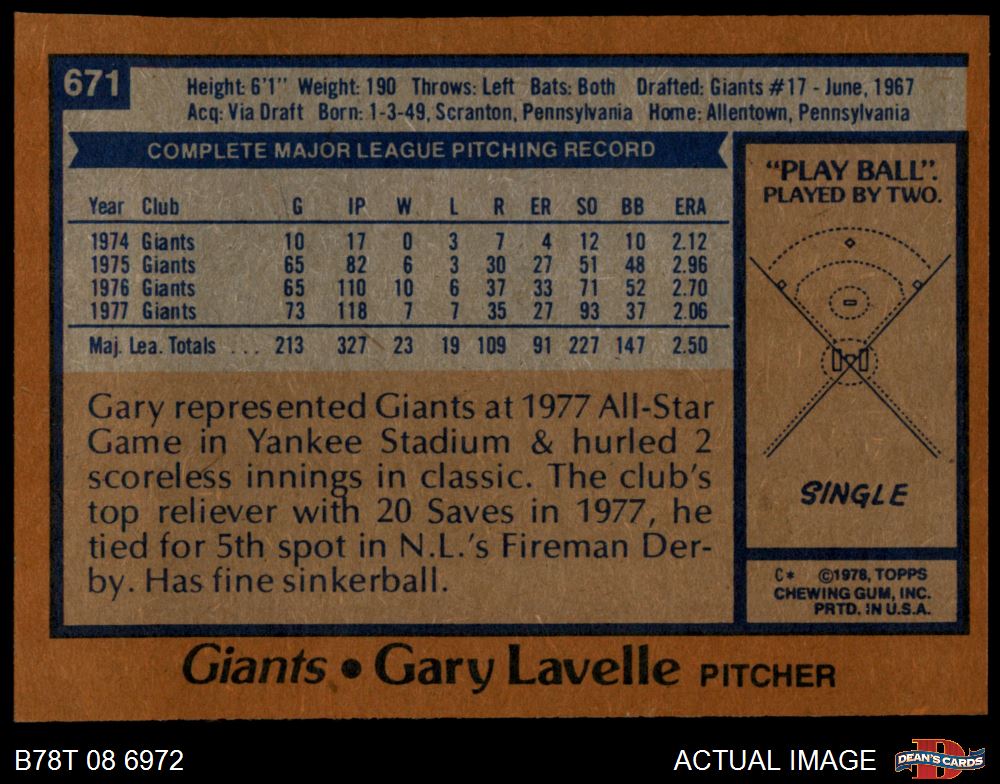 671
Height: 6'1" Weight: 190 Throws: Left Bats: Both Drafted: Giants #17 - June, 1967
Acq: Via Draft Born: 1-3-49, Scranton, Pennsylvania Home: Allentown, Pennsylvania
COMPLETE MAJOR LEAGUE PITCHING RECORD
Year Club G IP W L R ER SO BB ERA
1974 Giants 10 17 0 3 7 4 12 10 2.12
1975 Giants 65 82 6 3 30 27 51 48 2.96
1976 Giants 65 110 10 6 37 33 71 52 2.70
1977 Giants 73 118 7 7 35 27 93 37 2.06
Maj. Lea. Totals ... 213 327 23 19 109 91 227 147 2.50
Gary represented Giants at 1977 All-Star
Game in Yankee Stadium & hurled 2
scoreless innings in classic. The club's
top reliever with 20 Saves in 1977, he
tied for 5th spot in N.L.'s Fireman Der-
by. Has fine sinkerball.
"PLAY BALL".
PLAYED BY TWO.
SINGLE
C* ©1978, TOPPS
CHEWING GUM, INC.
PRTD. IN U.S.A.
Giants • Gary Lavelle PITCHER
B78T 08 6972
ACTUAL IMAGE
D
DEAN'S CARDS